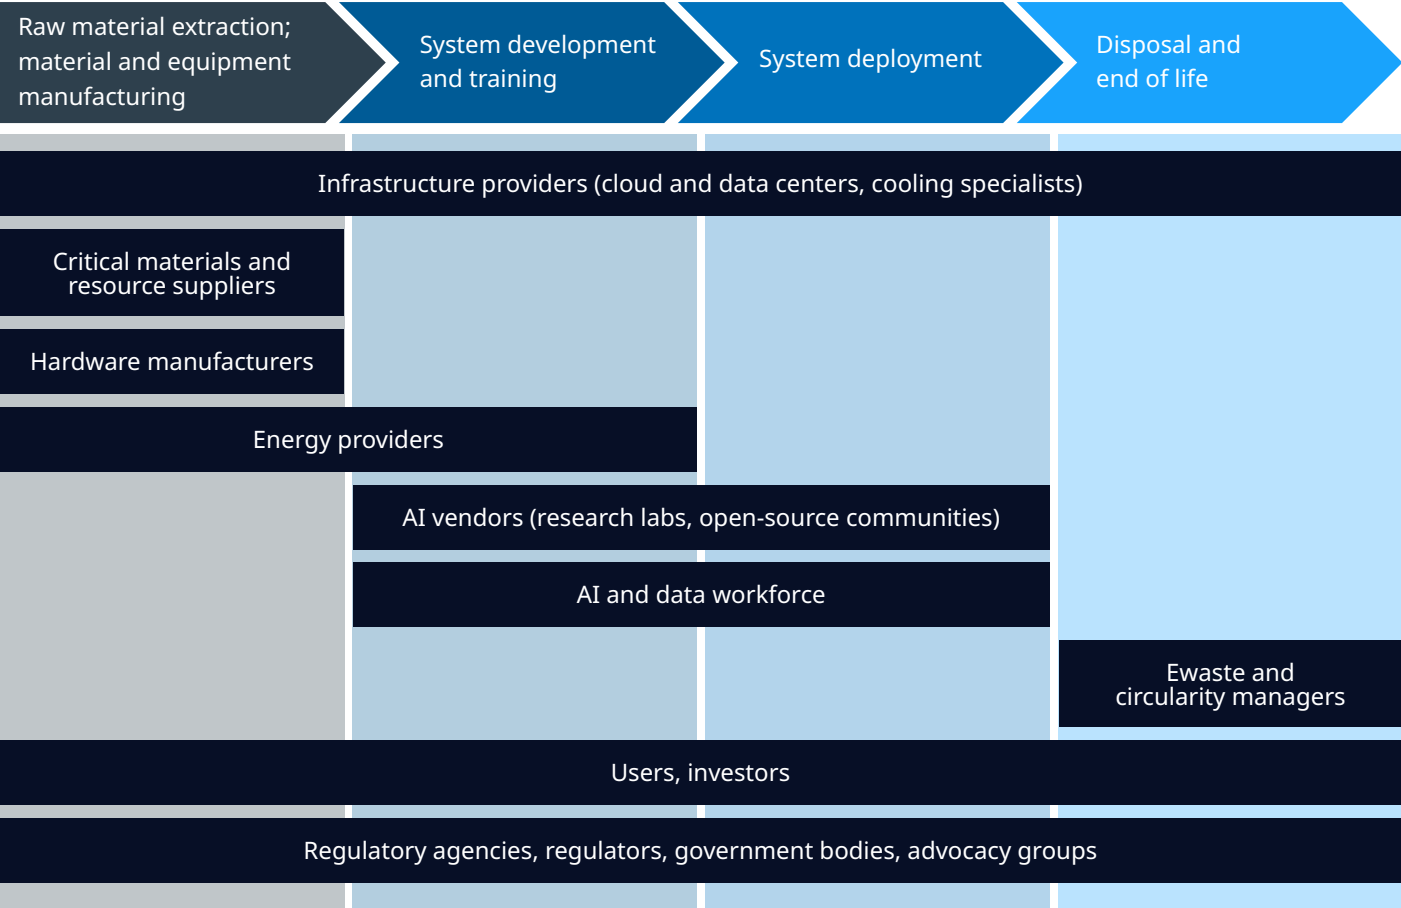 Raw material extraction;
material and equipment
manufacturing
System development
and training
System deployment
Disposal and
end of life
Infrastructure providers (cloud and data centers, cooling specialists)
Critical materials and
resource suppliers
Hardware manufacturers
Energy providers
AI vendors (research labs, open-source communities)
AI and data workforce
Ewaste and
circularity managers
Users, investors
Regulatory agencies, regulators, government bodies, advocacy groups